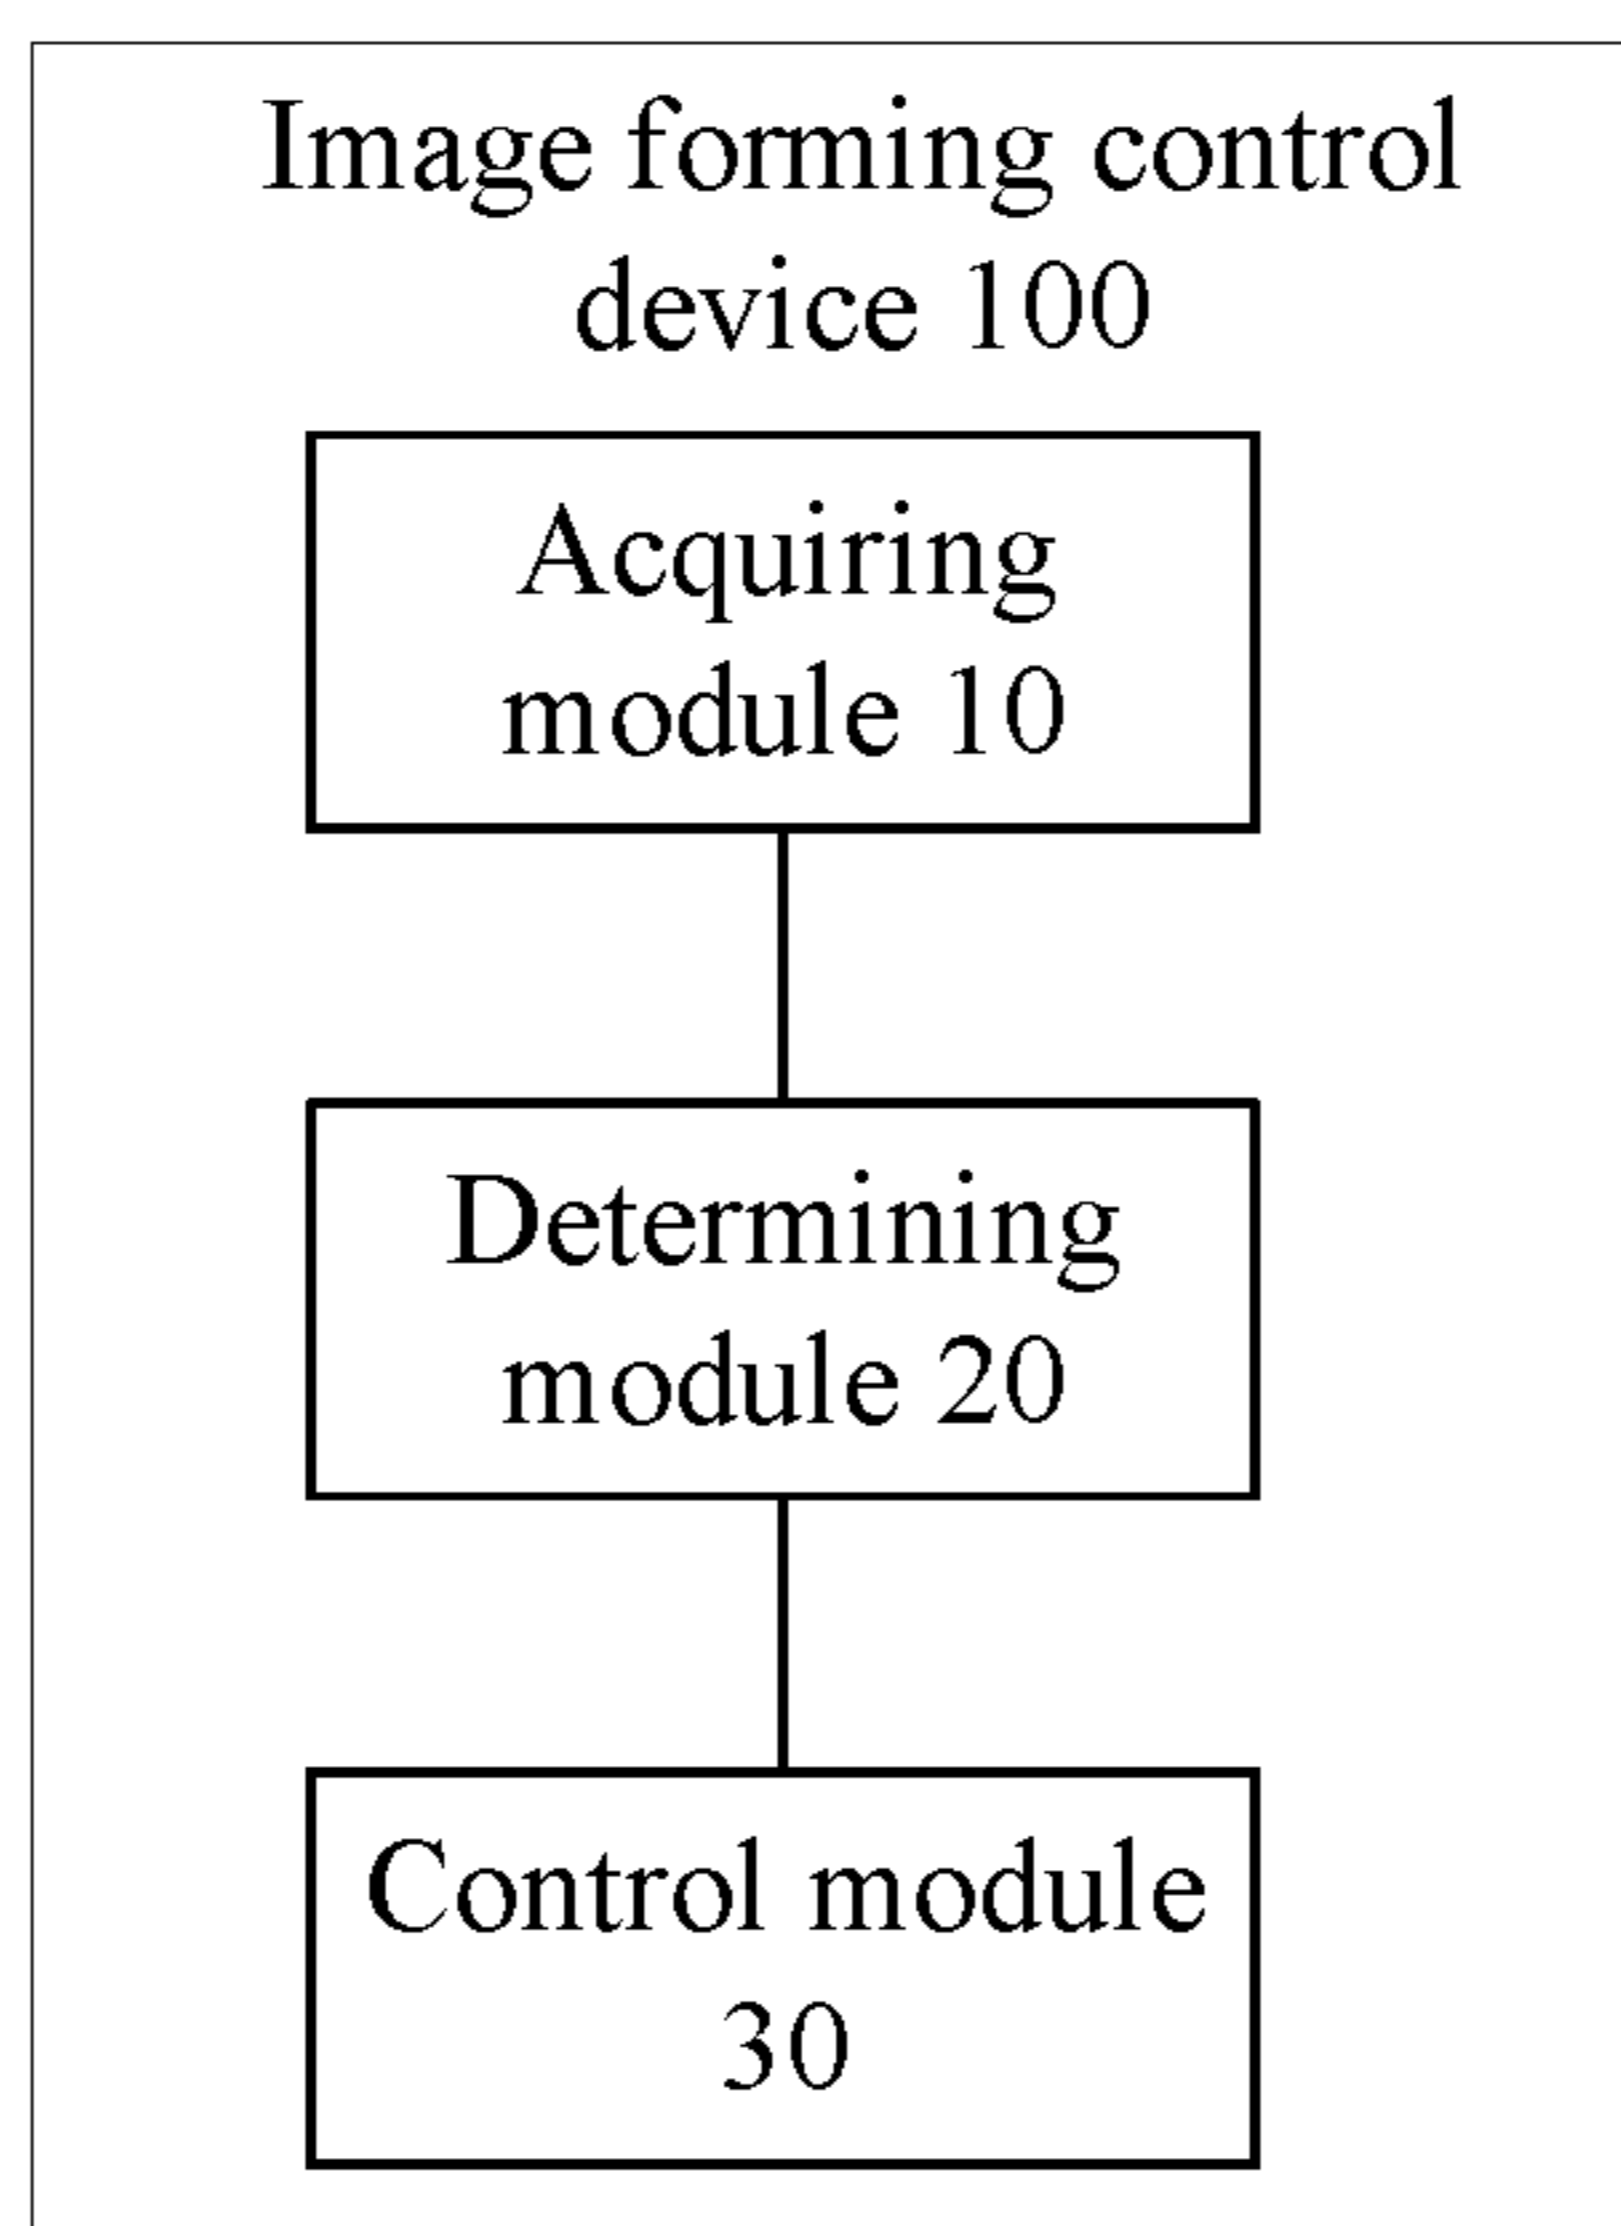 Image forming control
device 100
Acquiring
module 10
Determining
module 20
Control module
30